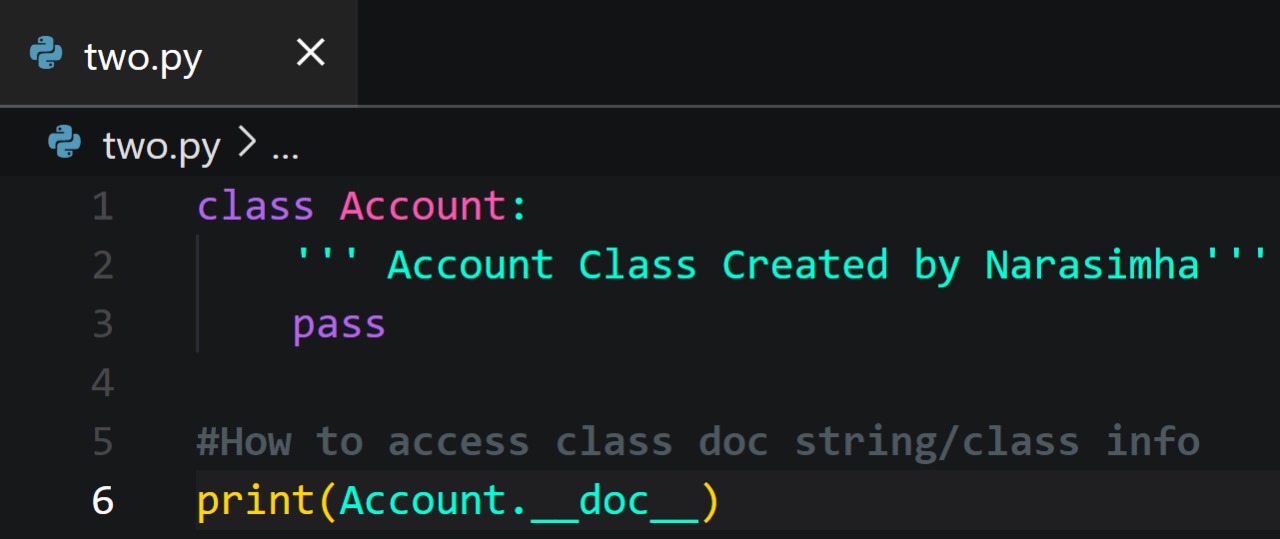 two.py
two.py > ...
1 class Account:
2     ''' Account Class Created by Narasimha'''
3     pass
4
5 #How to access class doc string/class info
6 print(Account.__doc__)